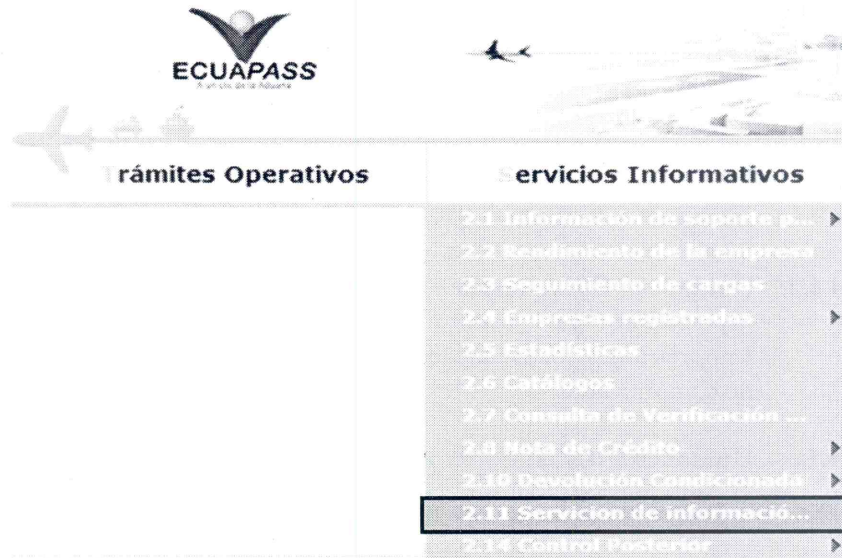 ECUAPASS
Trámites Operativos
Servicios Informativos
2.1 Información de soporte p...
2.2 Rendimiento de la empresa
2.3 Seguimiento de cargas
2.4 Empresas registradas
2.5 Estadísticas
2.6 Catálogos
2.7 Consulta de Verificación ...
2.8 Nota de Crédito
2.10 Devolución Condicionada
2.11 Servicion de informació...
2.14 Control Posterior